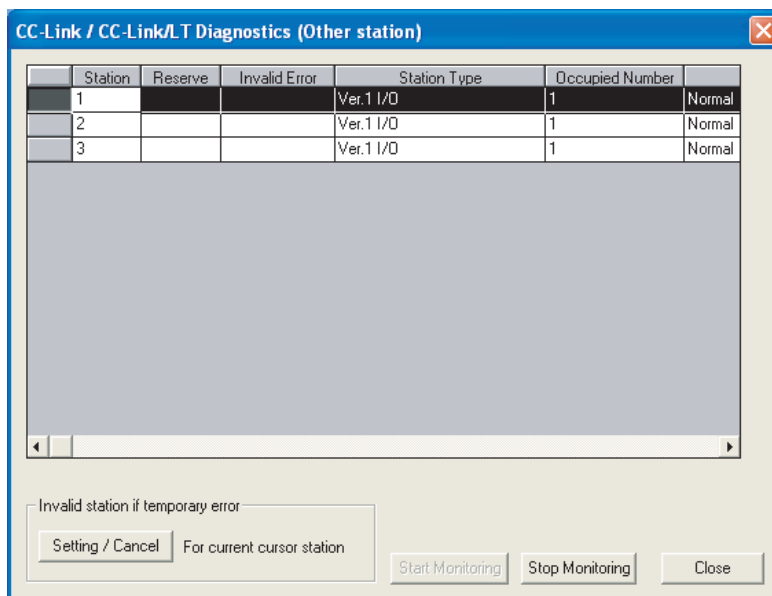 CC-Link / CC-Link/LT Diagnostics (Other station)
Station Reserve Invalid Error Station Type Occupied Number
1 Ver.1 I/O 1 Normal
2 Ver.1 I/O 1 Normal
3 Ver.1 I/O 1 Normal
Invalid station if temporary error
Setting / Cancel For current cursor station
Start Monitoring Stop Monitoring Close